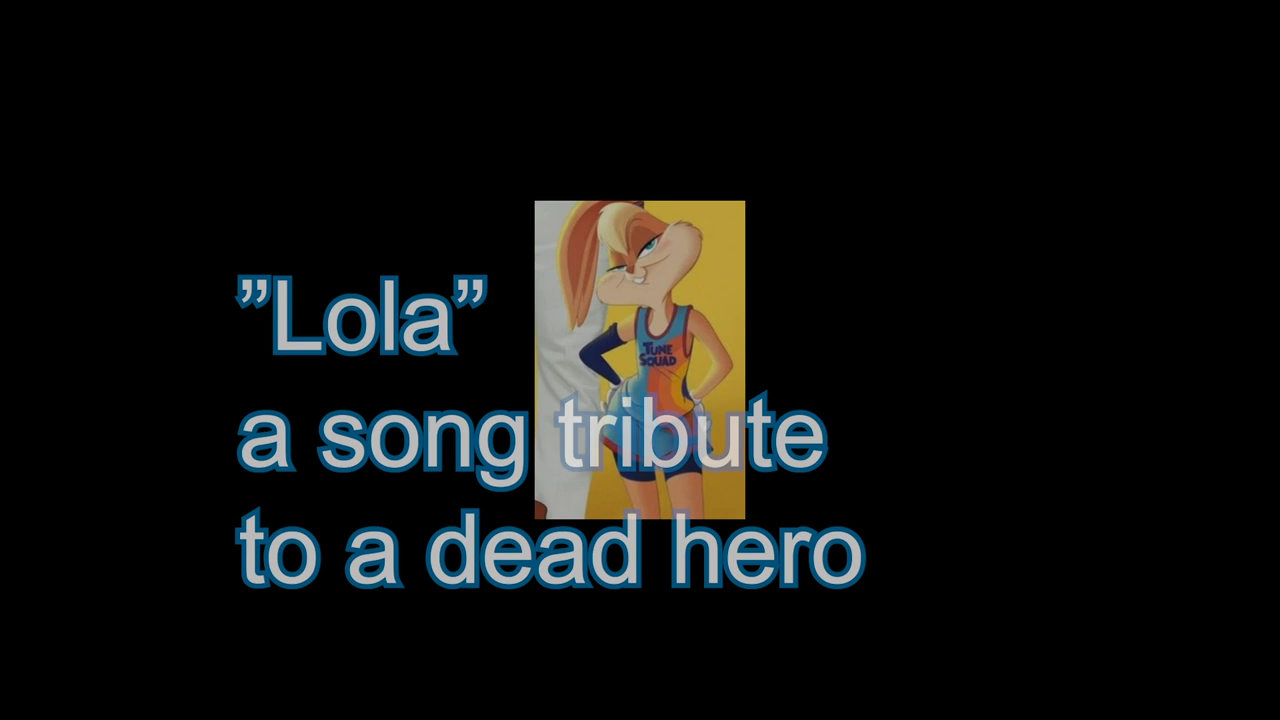 ”Lola”
TUNE
SQUAD
a song tribute
to a dead hero